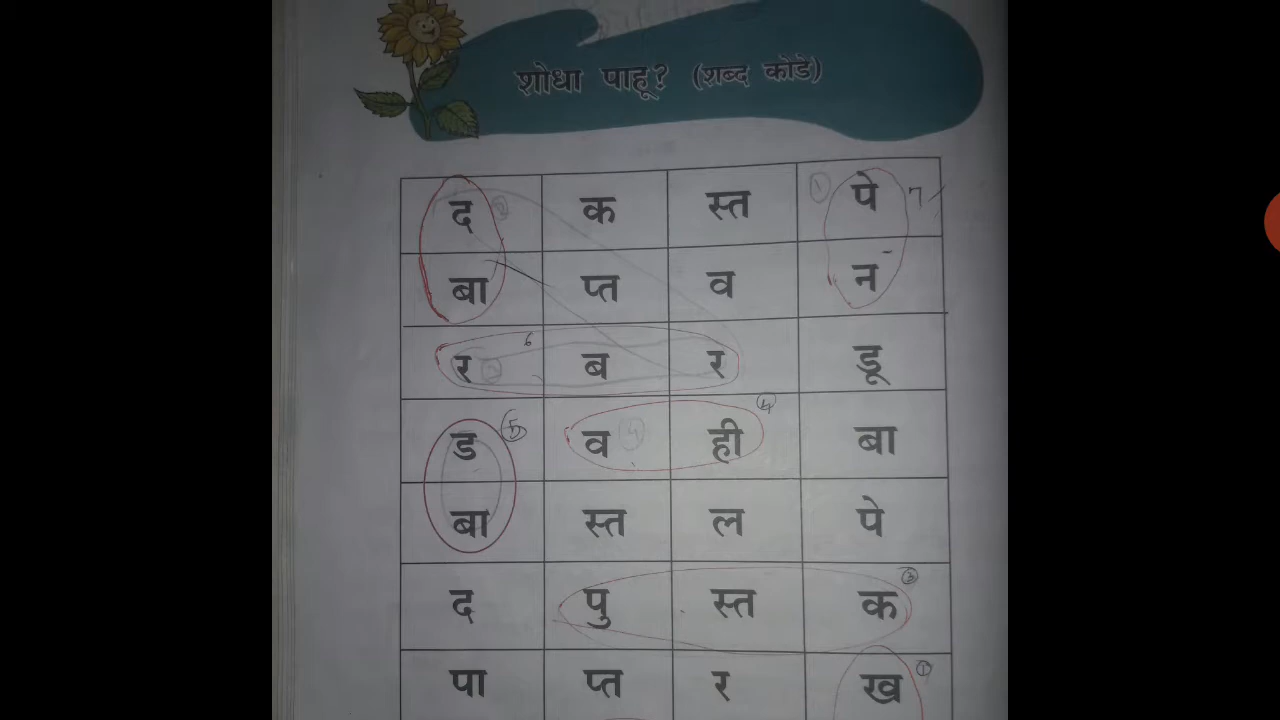 शोधा पाहू? (शब्द कोडे)
द क स्त पे
बा प्त व न
र ब र डू
ड व ही बा
बा स्त ल पे
द पु स्त क
पा प्त र ख